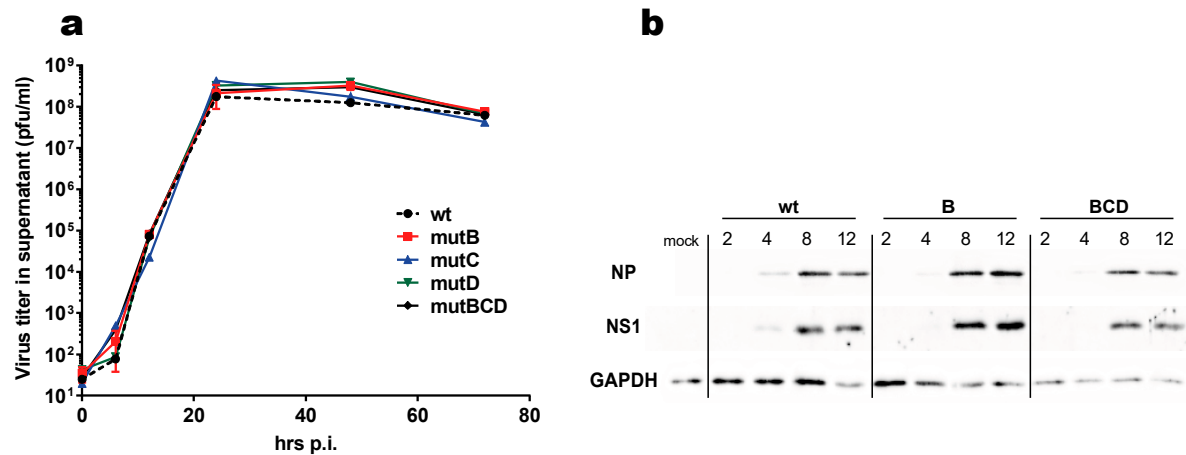 a
Virus titer in supernatant (pfu/ml)
10⁹
10⁸
10⁷
10⁶
10⁵
10⁴
10³
10²
10¹
0 20 40 60 80
hrs p.i.
wt
mutB
mutC
mutD
mutBCD
b
wt B BCD
mock 2 4 8 12 2 4 8 12 2 4 8 12
NP
NS1
GAPDH